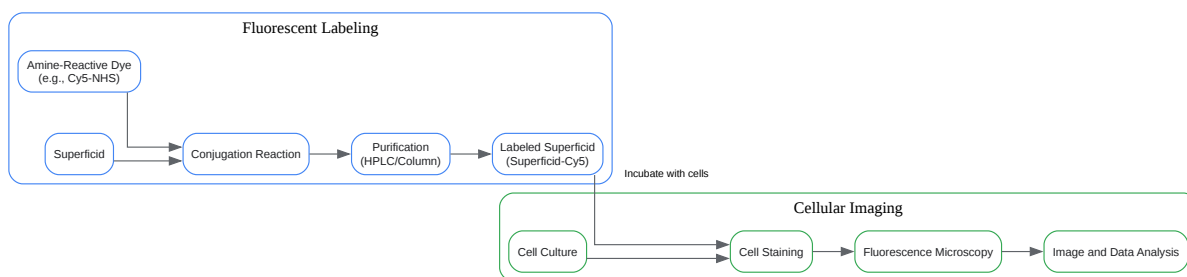 Fluorescent Labeling
Amine-Reactive Dye
(e.g., Cy5-NHS)
Superficid
Conjugation Reaction
Purification
(HPLC/Column)
Labeled Superficid
(Superficid-Cy5)
Incubate with cells
Cellular Imaging
Cell Culture
Cell Staining
Fluorescence Microscopy
Image and Data Analysis